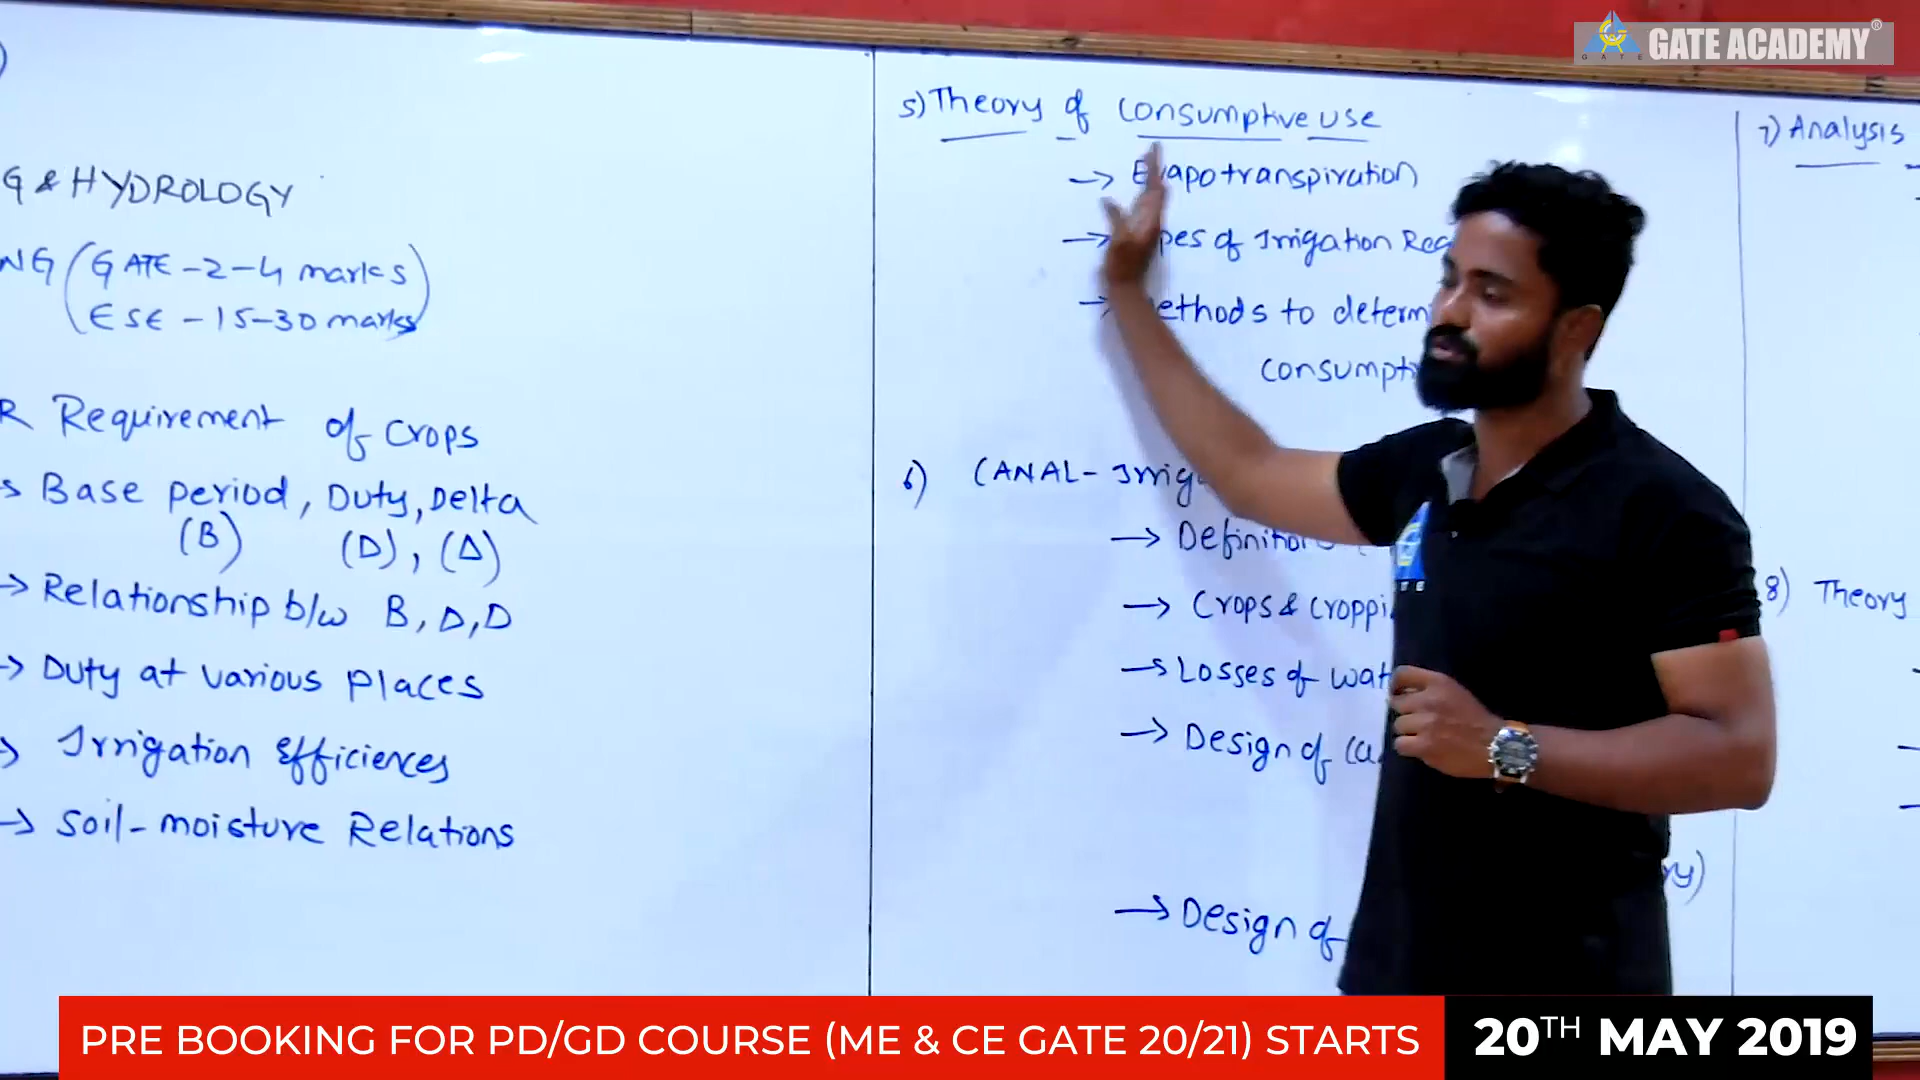 GATE ACADEMY
G & HYDROLOGY
NG (GATE - 2-4 marks
ESE - 15-30 marks)
R Requirement of Crops
Base period, Duty, Delta
(B) (D), (Δ)
→ Relationship b/w B, D, D
→ Duty at various places
Irrigation Efficiences
→ Soil-moisture Relations
5) Theory of Consumptive use
→ Evapotranspiration
→ pes of Irrigation Req
→ ethods to determ
consumpti
6) CANAL - Irrig
→ Definition
→ Crops & Croppi
→ Losses of wat
→ Design of Ca
ry)
→ Design of
7) Analysis
8) Theory
PRE BOOKING FOR PD/GD COURSE (ME & CE GATE 20/21) STARTS
20TH MAY 2019